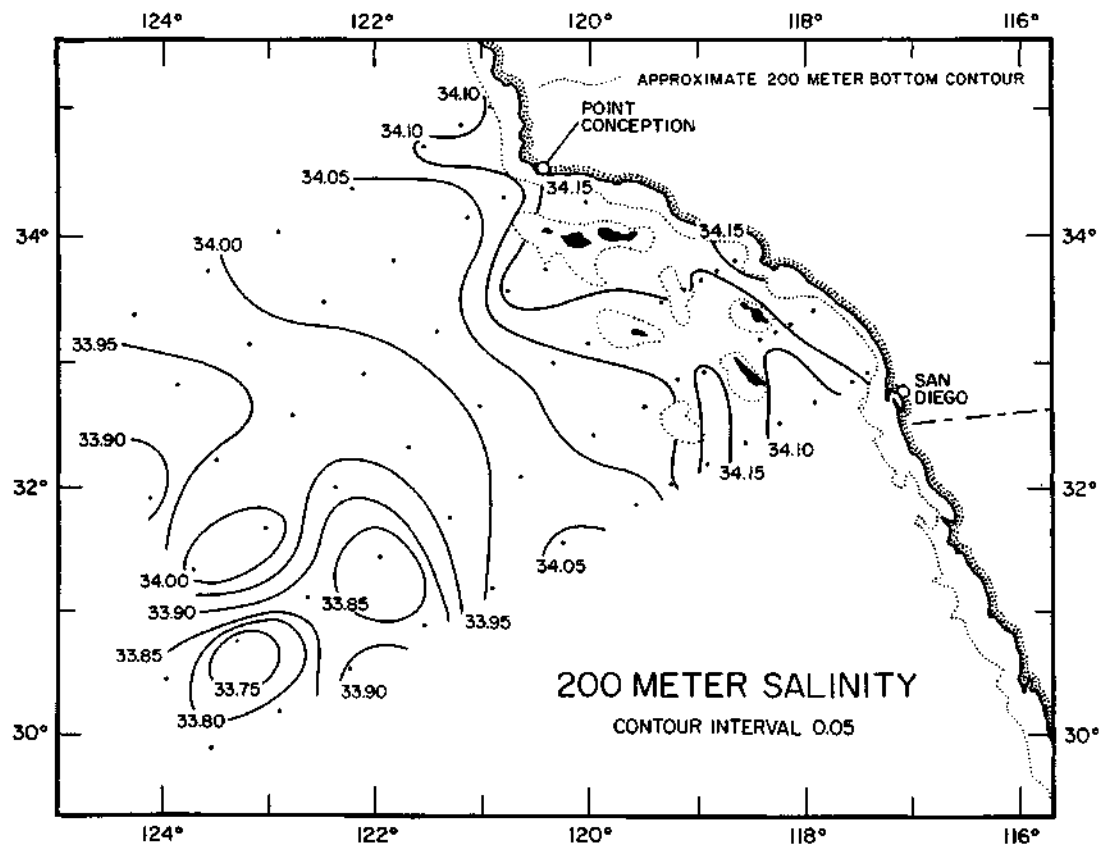 124° 122° 120° 118° 116°
APPROXIMATE 200 METER BOTTOM CONTOUR
34.10
POINT
CONCEPTION
34.10
34.05
34.15
34.15
34° 34°
34.00
33.95
SAN
DIEGO
33.90
34.10
34.15
32° 32°
34.05
34.00
33.85
33.90
33.95
33.85
33.75
33.90
33.80
200 METER SALINITY
CONTOUR INTERVAL 0.05
30° 30°
124° 122° 120° 118° 116°